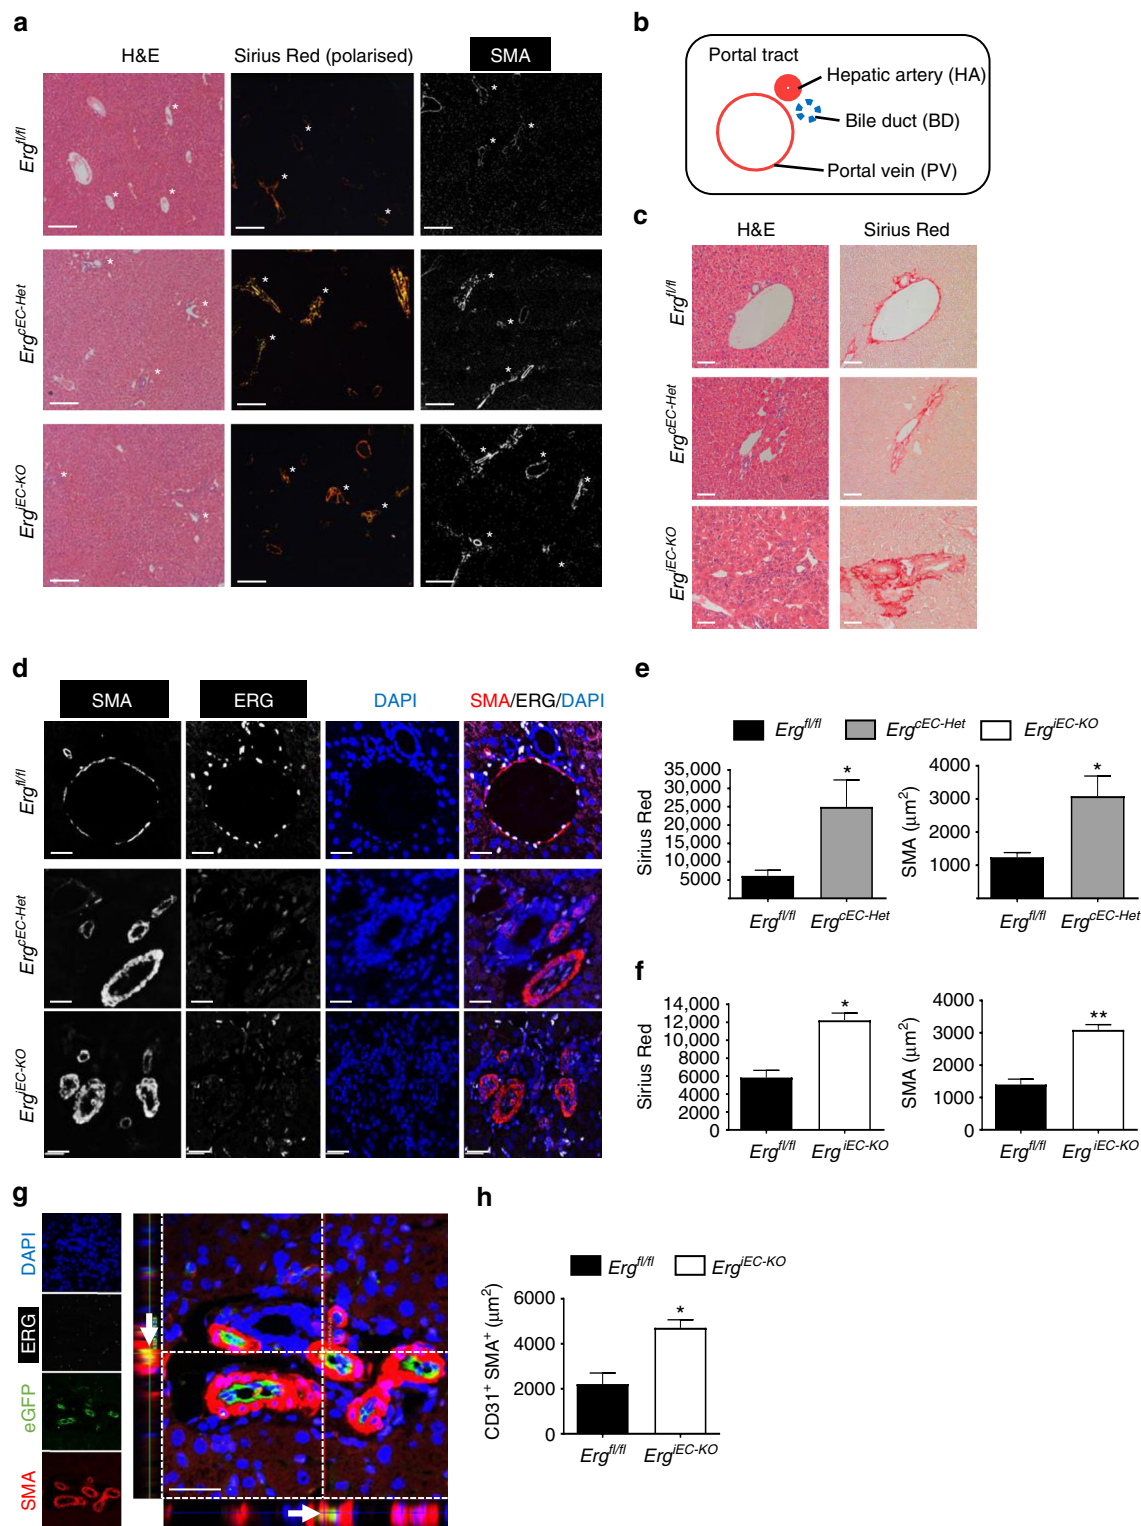 a
H&E
Sirius Red (polarised)
SMA
Erg^fl/fl
Erg^cEC-Het
Erg^iEC-KO
b
Portal tract
Hepatic artery (HA)
Bile duct (BD)
Portal vein (PV)
c
H&E
Sirius Red
Erg^fl/fl
Erg^cEC-Het
Erg^iEC-KO
d
SMA
ERG
DAPI
SMA/ERG/DAPI
Erg^fl/fl
Erg^cEC-Het
Erg^iEC-KO
e
Erg^fl/fl
Erg^cEC-Het
Erg^iEC-KO
Sirius Red
35,000
30,000
25,000
20,000
15,000
10,000
5000
*
Erg^fl/fl
Erg^cEC-Het
SMA (μm²)
4000
3000
2000
1000
*
Erg^fl/fl
Erg^cEC-Het
f
Sirius Red
14,000
12,000
10,000
8000
6000
4000
2000
0
*
Erg^fl/fl
Erg^iEC-KO
SMA (μm²)
4000
3000
2000
1000
0
**
Erg^fl/fl
Erg^iEC-KO
g
DAPI
ERG
eGFP
SMA
h
Erg^fl/fl
Erg^iEC-KO
CD31⁺ SMA⁺ (μm²)
6000
4000
2000
0
*
Erg^fl/fl
Erg^iEC-KO